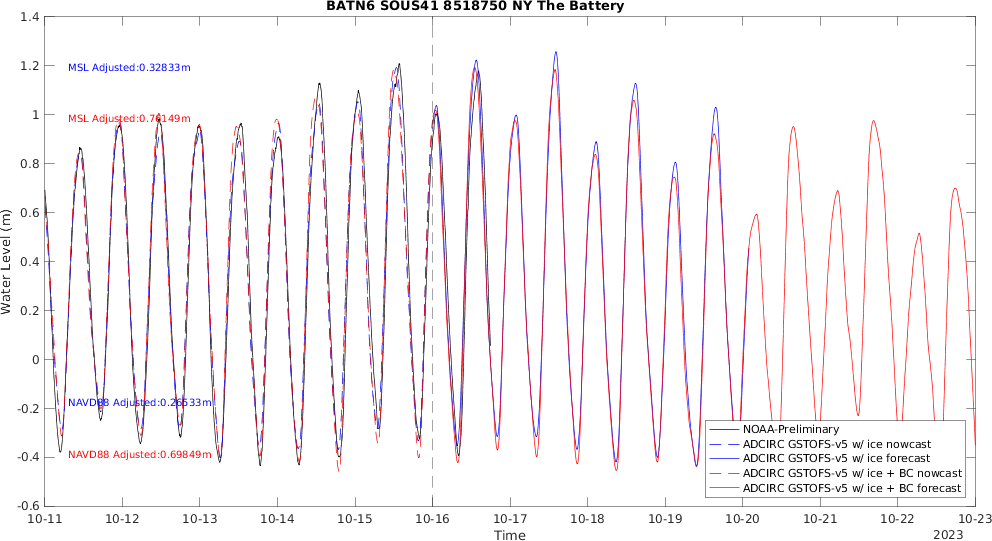 BATN6 SOUS41 8518750 NY The Battery
1.4
1.2
1
0.8
0.6
0.4
0.2
0
-0.2
-0.4
-0.6
Water Level (m)
MSL Adjusted:0.32833m
MSL Adjusted:0.76149m
NAVD88 Adjusted:0.26533m
NAVD88 Adjusted:0.69849m
NOAA-Preliminary
ADCIRC GSTOFS-v5 w/ ice nowcast
ADCIRC GSTOFS-v5 w/ ice forecast
ADCIRC GSTOFS-v5 w/ ice + BC nowcast
ADCIRC GSTOFS-v5 w/ ice + BC forecast
10-11 10-12 10-13 10-14 10-15 10-16 10-17 10-18 10-19 10-20 10-21 10-22 10-23
Time
2023